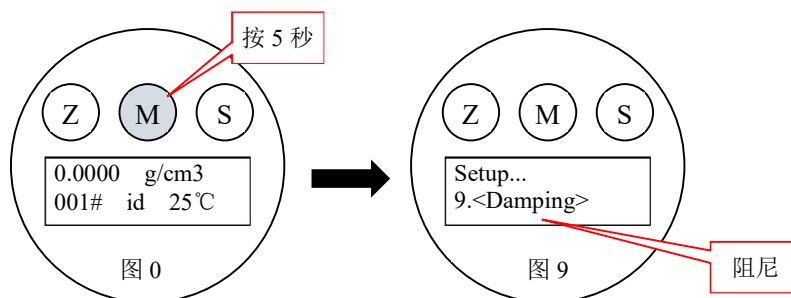 按 5 秒
Z M S
0.0000 g/cm3
001# id 25℃
图 0
Z M S
Setup...
9.<Damping>
图 9
阻尼